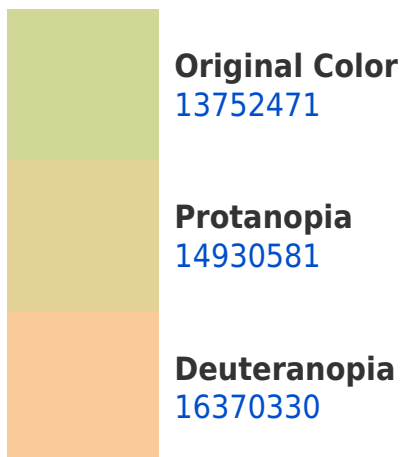 Original Color
13752471
Protanopia
14930581
Deuteranopia
16370330